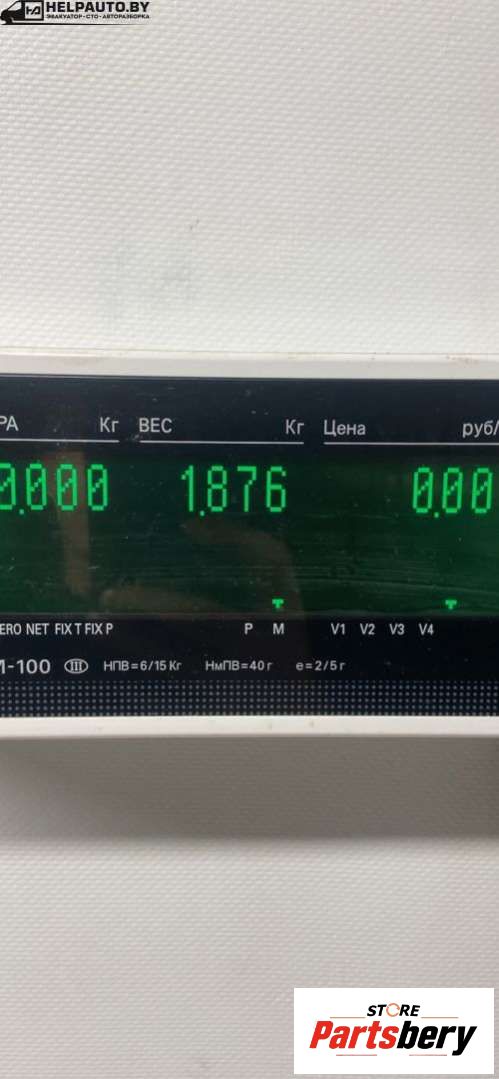 HELPAUTO.BY
ЭВАКУАТОР•СТО•АВТОРАЗБОРКА
РА Кг ВЕС Кг Цена руб/
0.000 1.876 0.00
ERO NET FIX T FIX P P M V1 V2 V3 V4
-100 III НПВ=6/15 Кг НмПВ=40 г е=2/5 г
STORE
Partsbery